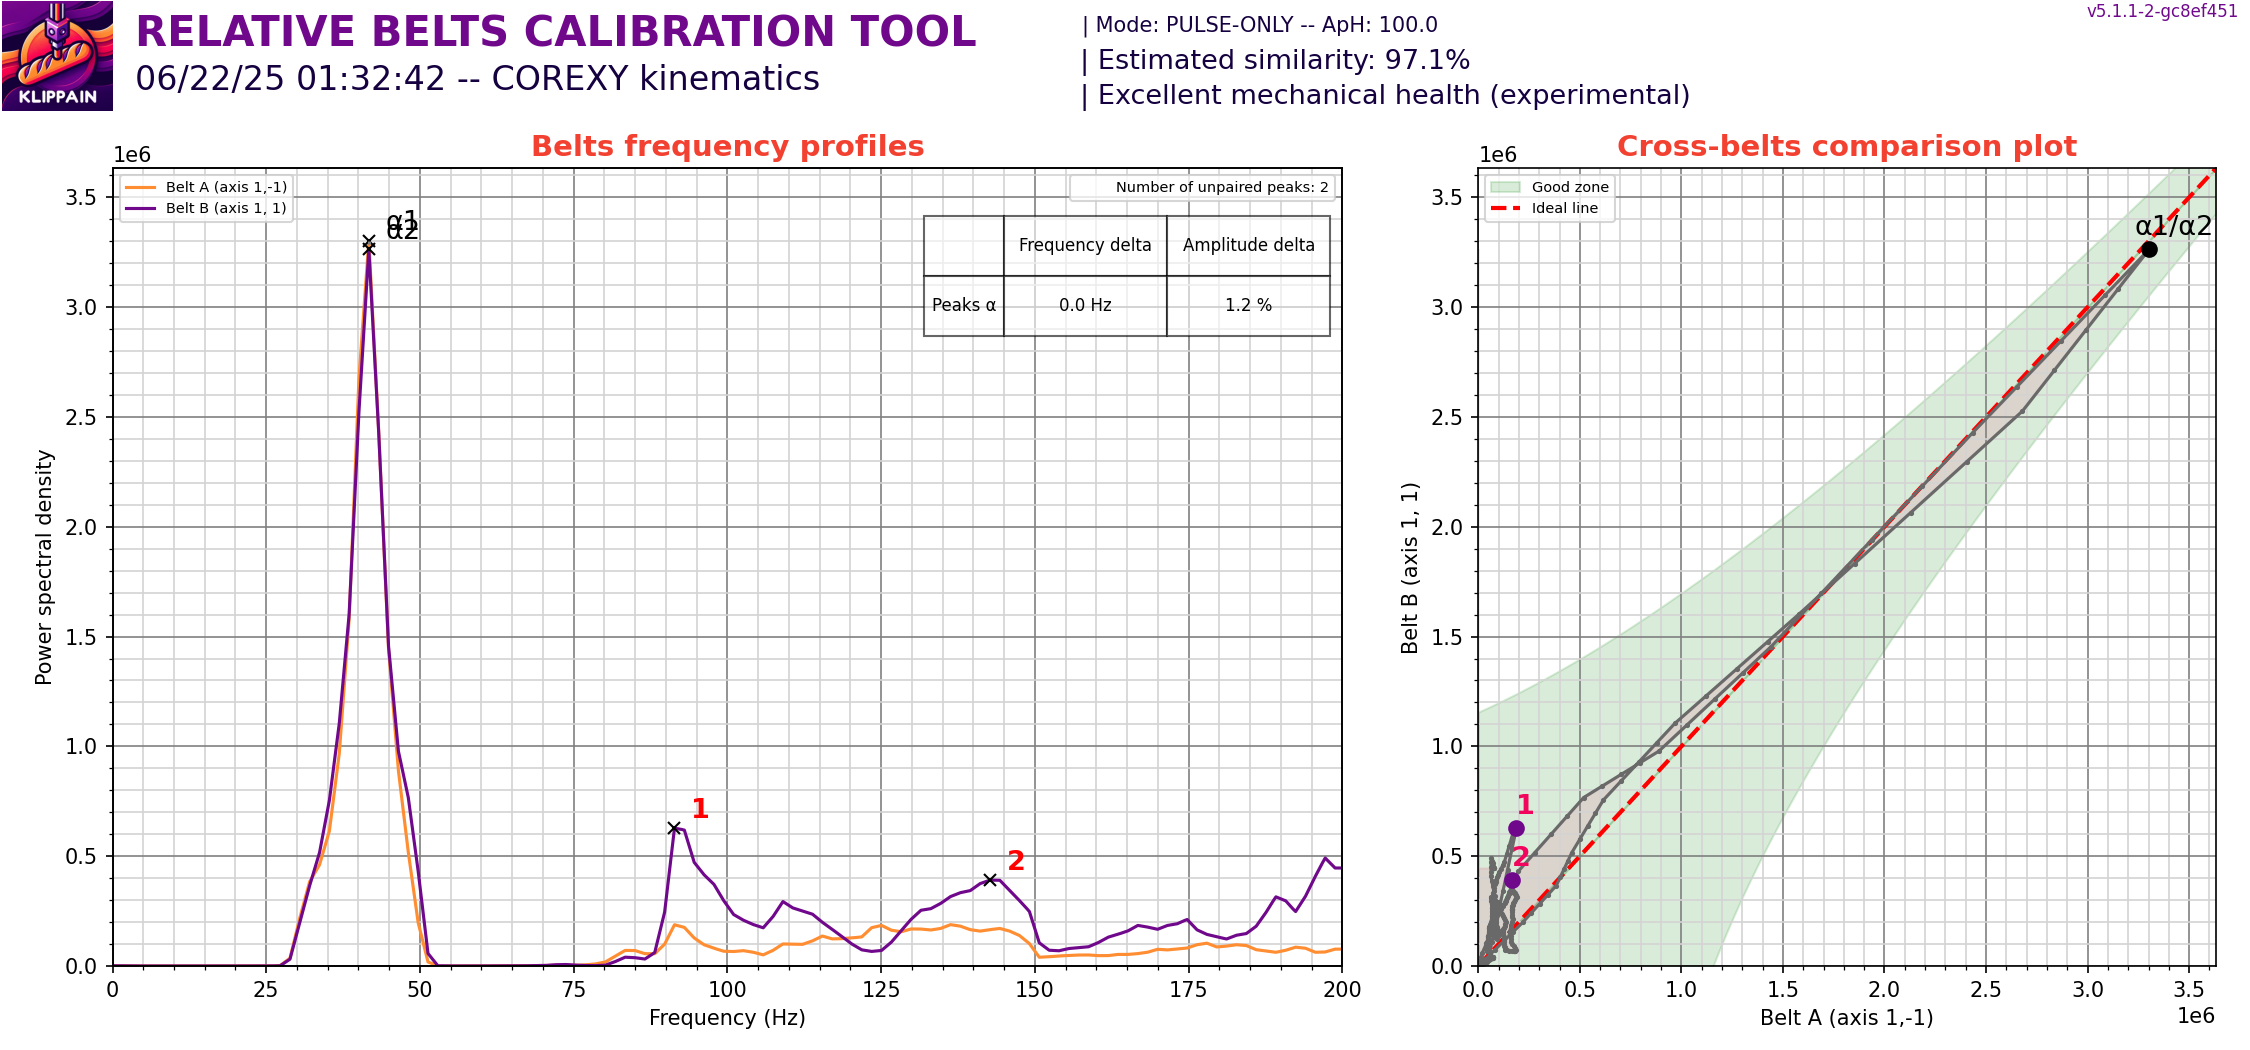 KLIPPAIN
RELATIVE BELTS CALIBRATION TOOL
06/22/25 01:32:42 -- COREXY kinematics
| Mode: PULSE-ONLY -- ApH: 100.0
| Estimated similarity: 97.1%
| Excellent mechanical health (experimental)
v5.1.1-2-gc8ef451
Belts frequency profiles
1e6
Belt A (axis 1,-1)
Belt B (axis 1, 1)
Number of unpaired peaks: 2
Frequency delta Amplitude delta
Peaks α 0.0 Hz 1.2 %
α1
α2
1
2
3.5
3.0
2.5
2.0
1.5
1.0
0.5
0.0
Power spectral density
0 25 50 75 100 125 150 175 200
Frequency (Hz)
Cross-belts comparison plot
1e6
Good zone
Ideal line
α1/α2
1
2
3.5
3.0
2.5
2.0
1.5
1.0
0.5
0.0
Belt B (axis 1, 1)
0.0 0.5 1.0 1.5 2.0 2.5 3.0 3.5
Belt A (axis 1,-1)
1e6